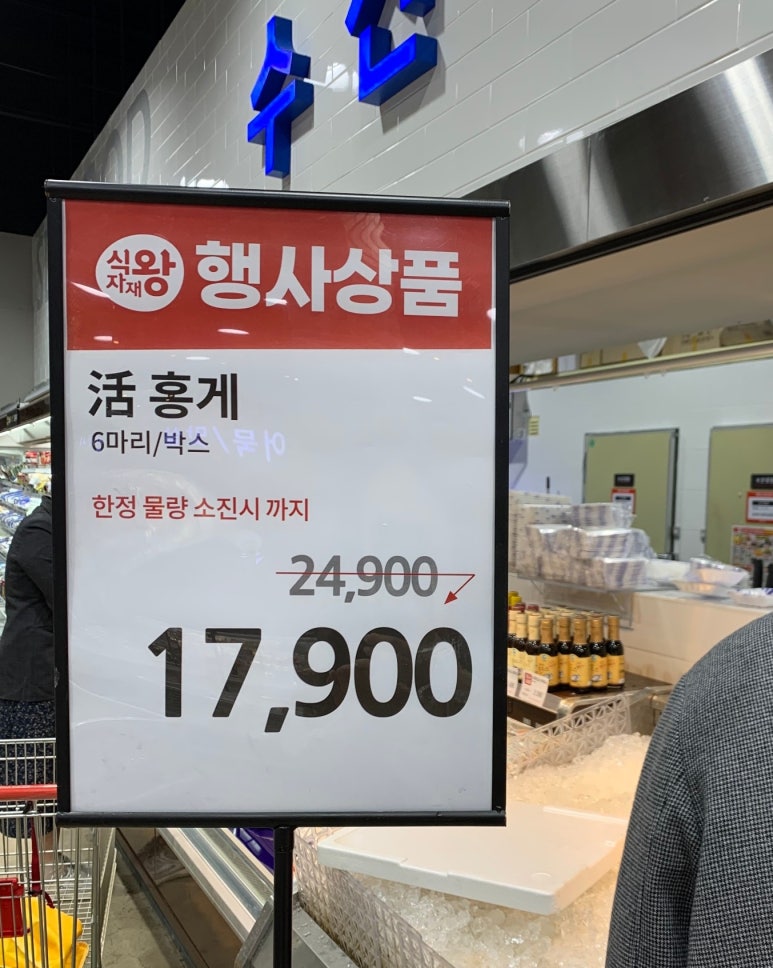 수산
식자재왕 행사상품
活 홍게
6마리/박스
한정 물량 소진시 까지
24,900
17,900